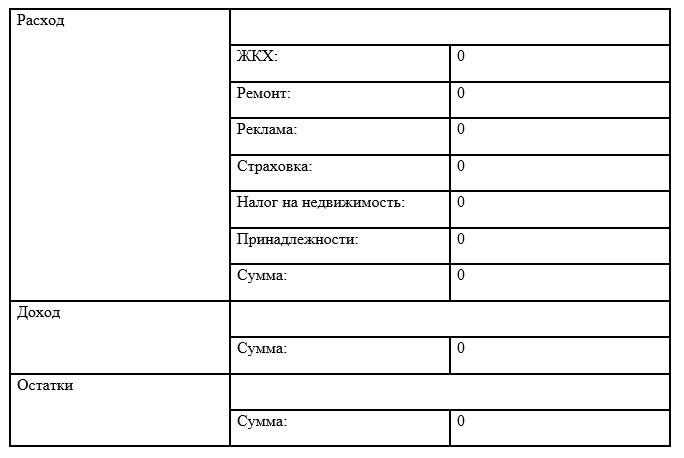 Расход
ЖКХ: 0
Ремонт: 0
Реклама: 0
Страховка: 0
Налог на недвижимость: 0
Принадлежности: 0
Сумма: 0
Доход
Сумма: 0
Остатки
Сумма: 0